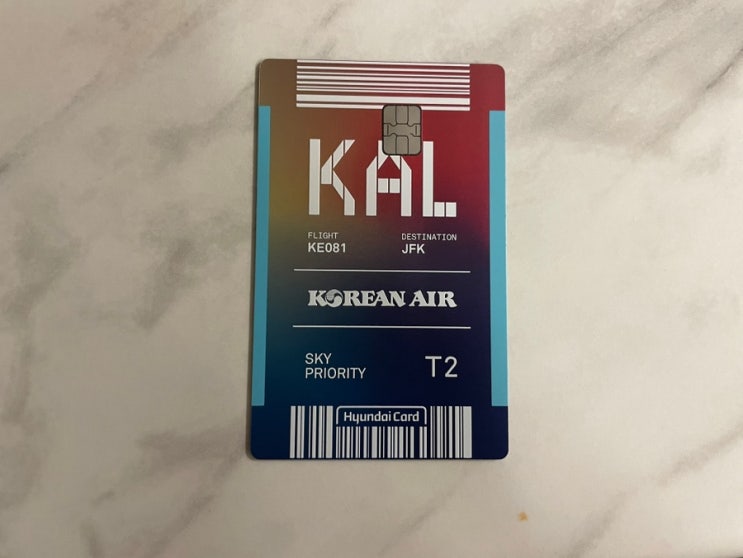 KAL
FLIGHT DESTINATION
KE081 JFK
KOREAN AIR
SKY
PRIORITY
T2
Hyundai Card